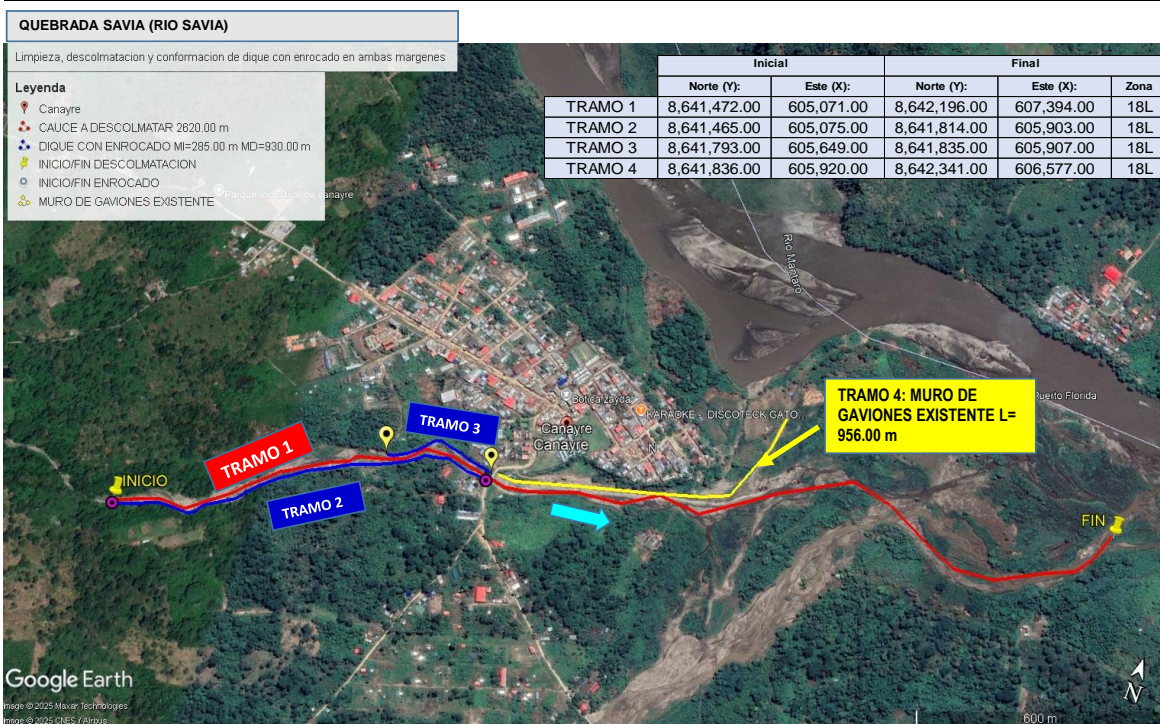 QUEBRADA SAVIA (RIO SAVIA)
Limpieza, descolmatacion y conformacion de dique con enrocado en ambas margenes
Leyenda
Canayre
CAUCE A DESCOLMATAR 2620.00 m
DIQUE CON ENROCADO MI=285.00 m MD=930.00 m
INICIO/FIN DESCOLMATACION
INICIO/FIN ENROCADO
MURO DE GAVIONES EXISTENTE
Inicial Final
Norte (Y): Este (X): Norte (Y): Este (X): Zona
TRAMO 1 8,641,472.00 605,071.00 8,642,196.00 607,394.00 18L
TRAMO 2 8,641,465.00 605,075.00 8,641,814.00 605,903.00 18L
TRAMO 3 8,641,793.00 605,649.00 8,641,835.00 605,907.00 18L
TRAMO 4 8,641,836.00 605,920.00 8,642,341.00 606,577.00 18L
canayre
Río Mantaro
Puerto Florida
TRAMO 4: MURO DE
GAVIONES EXISTENTE L=
956.00 m
Botica zayda
KARAOKE - DISCOTECK GATO...
Canayre
Canayre
N
TRAMO 3
TRAMO 1
TRAMO 2
INICIO
FIN
Google Earth
Image © 2025 Maxar Technologies
Image © 2025 CNES / Airbus
600 m
N